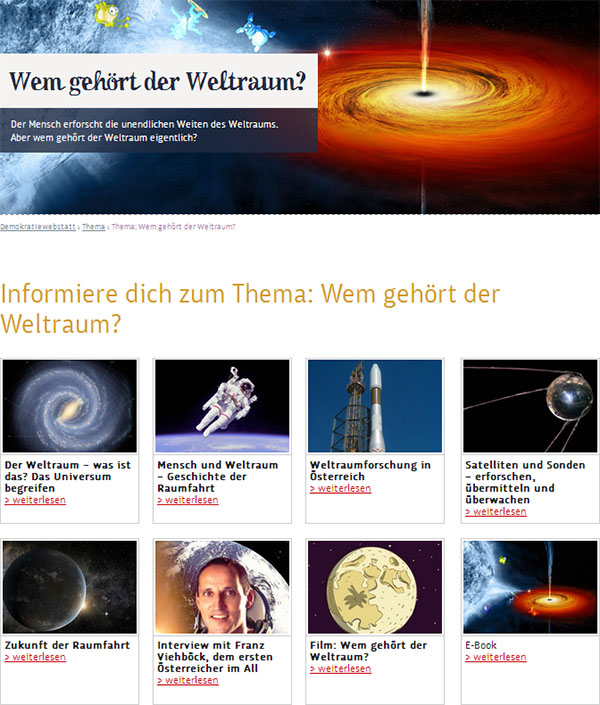 Wem gehört der Weltraum?
Der Mensch erforscht die unendlichen Weiten des Weltraums.
Aber wem gehört der Weltraum eigentlich?
Demokratiewebstatt › Thema › Thema: Wem gehört der Weltraum?
Informiere dich zum Thema: Wem gehört der
Weltraum?
Der Weltraum – was ist
das? Das Universum
begreifen
> weiterlesen
Mensch und Weltraum
– Geschichte der
Raumfahrt
> weiterlesen
Weltraumforschung in
Österreich
> weiterlesen
Satelliten und Sonden
– erforschen,
übermitteln und
überwachen
> weiterlesen
Zukunft der Raumfahrt
> weiterlesen
Interview mit Franz
Viehböck, dem ersten
Österreicher im All
> weiterlesen
Film: Wem gehört der
Weltraum?
> weiterlesen
E-Book
> weiterlesen